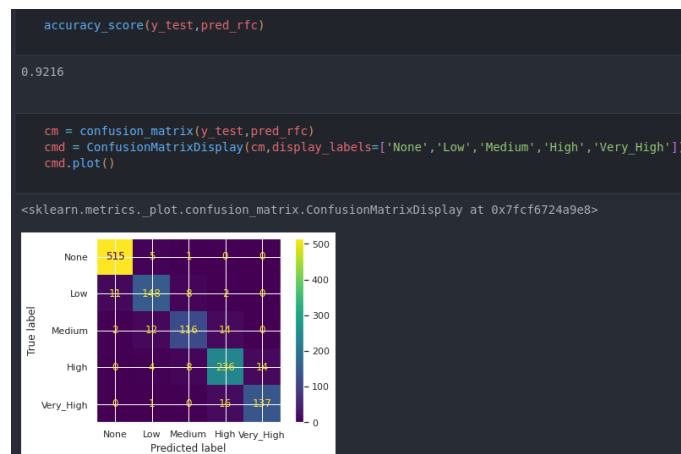 accuracy_score(y_test,pred_rfc)
0.9216
cm = confusion_matrix(y_test,pred_rfc)
cmd = ConfusionMatrixDisplay(cm,display_labels=['None','Low','Medium','High','Very_High'])
cmd.plot()
<sklearn.metrics._plot.confusion_matrix.ConfusionMatrixDisplay at 0x7fcf6724a9e8>
None 515 5 1 0 0
Low 11 148 8 2 0
Medium 2 12 116 14 0
High 0 4 8 236 14
Very_High 0 1 0 16 137
None Low Medium High Very_High
Predicted label
True label
500
400
300
200
100
0